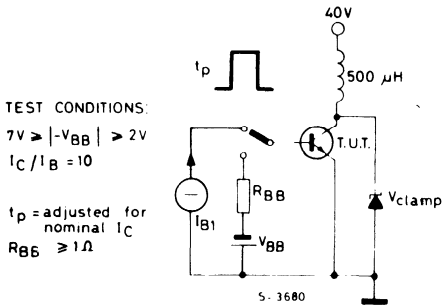 40V
tp
500 μH
TEST CONDITIONS:
7V ≥ |-VBB| ≥ 2V
IC/IB = 10
tp = adjusted for
nominal IC
RBB ≥ 1Ω
T.U.T.
RBB
IB1
VBB
Vclamp
S-3680